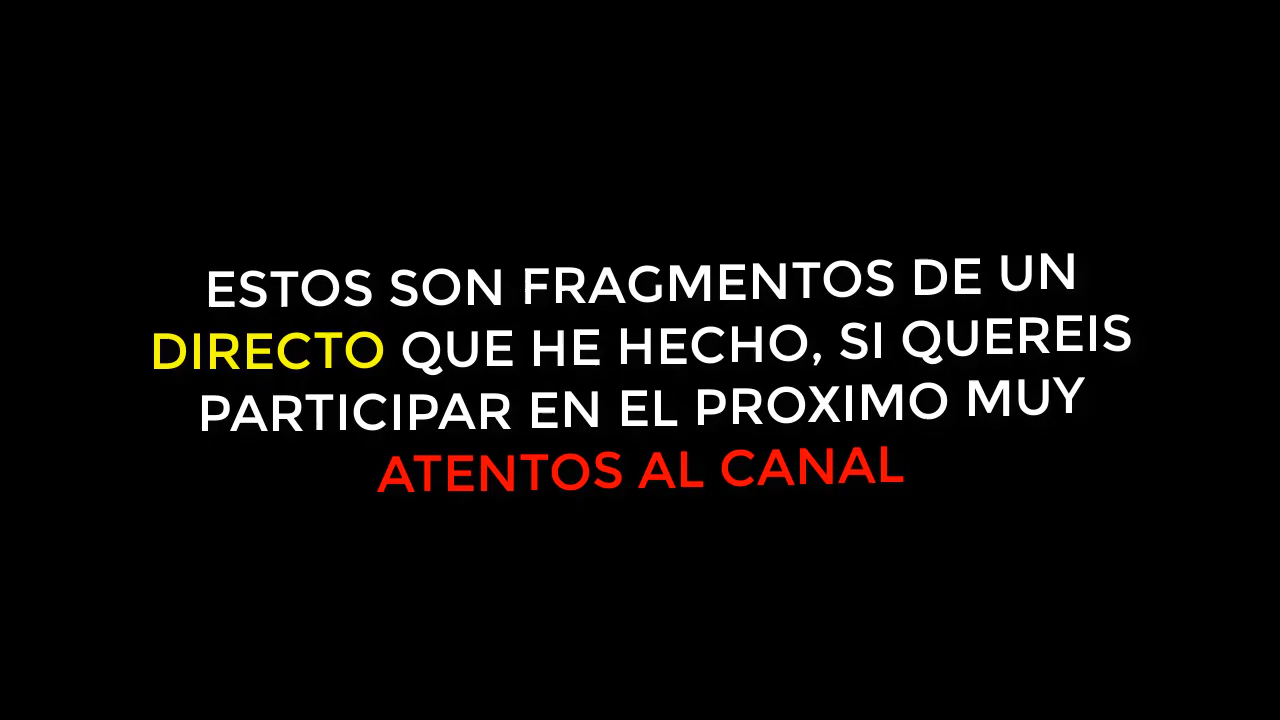 ESTOS SON FRAGMENTOS DE UN
DIRECTO QUE HE HECHO, SI QUEREIS
PARTICIPAR EN EL PROXIMO MUY
ATENTOS AL CANAL